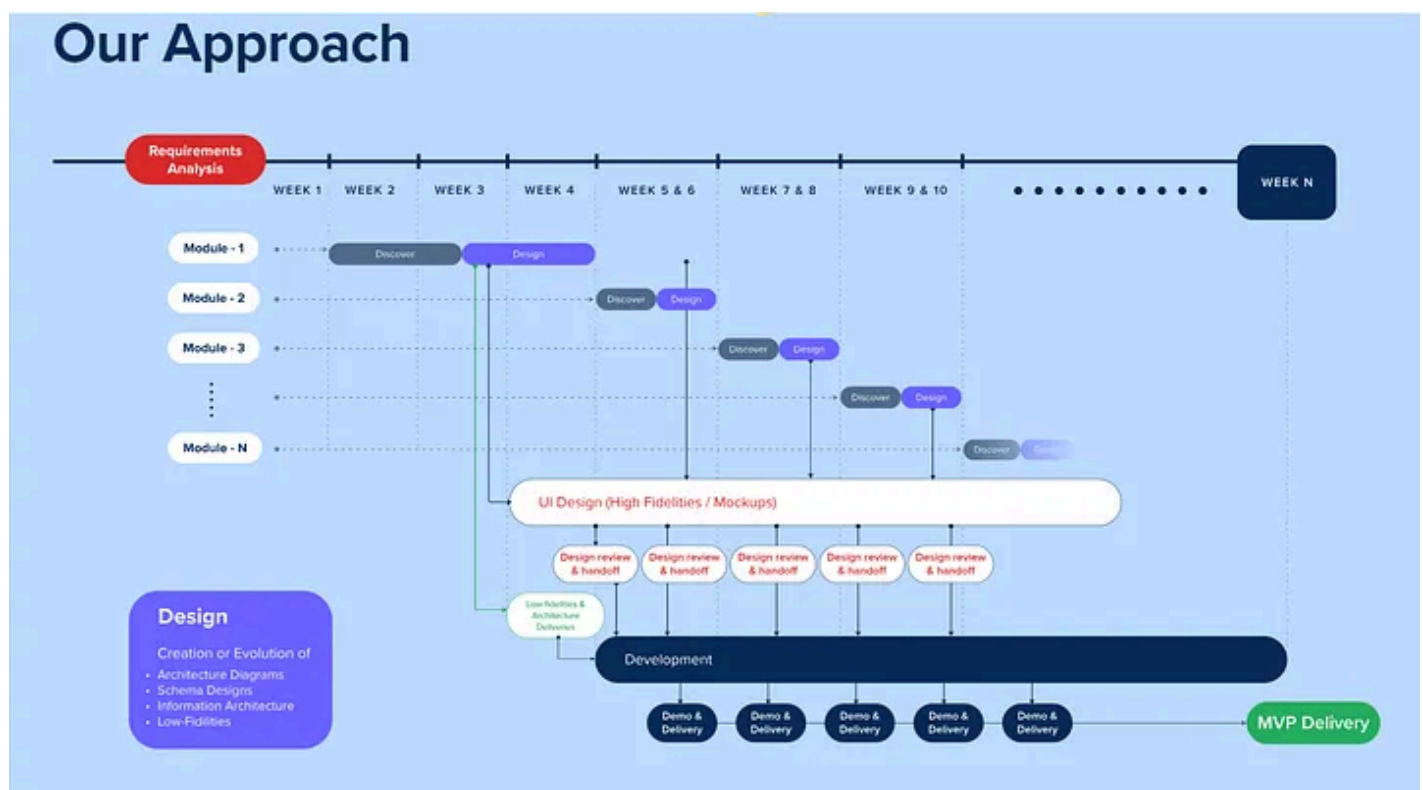 Our Approach
Requirements
Analysis
WEEK 1
WEEK 2
WEEK 3
WEEK 4
WEEK 5 & 6
WEEK 7 & 8
WEEK 9 & 10
WEEK N
Module - 1
Discover
Design
Module - 2
Discover
Design
Module - 3
Discover
Design
Discover
Design
Module - N
Discover
Design
UI Design (High Fidelities / Mockups)
Design review
& handoff
Design review
& handoff
Design review
& handoff
Design review
& handoff
Design review
& handoff
Low-fidelities &
Architecture
Deliveries
Design
Creation or Evolution of
• Architecture Diagrams
• Schema Designs
• Information Architecture
• Low-Fidilities
Development
Demo &
Delivery
Demo &
Delivery
Demo &
Delivery
Demo &
Delivery
Demo &
Delivery
MVP Delivery